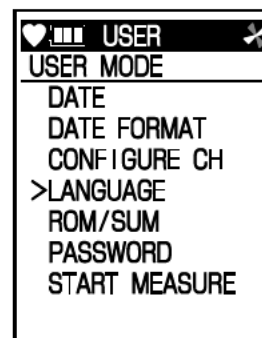 USER
USER MODE
DATE
DATE FORMAT
CONFIGURE CH
>LANGUAGE
ROM/SUM
PASSWORD
START MEASURE